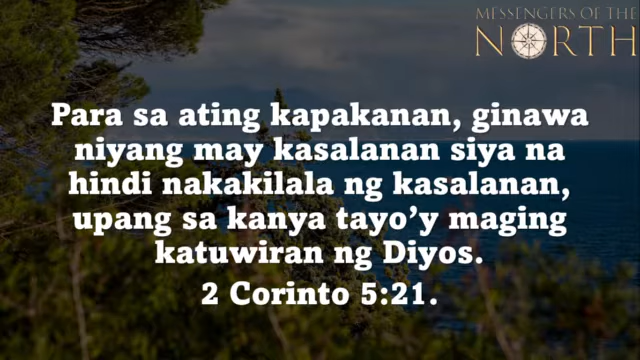 MESSENGERS OF THE
NORTH
Para sa ating kapakanan, ginawa
niyang may kasalanan siya na
hindi nakakilala ng kasalanan,
upang sa kanya tayo’y maging
katuwiran ng Diyos.
2 Corinto 5:21.